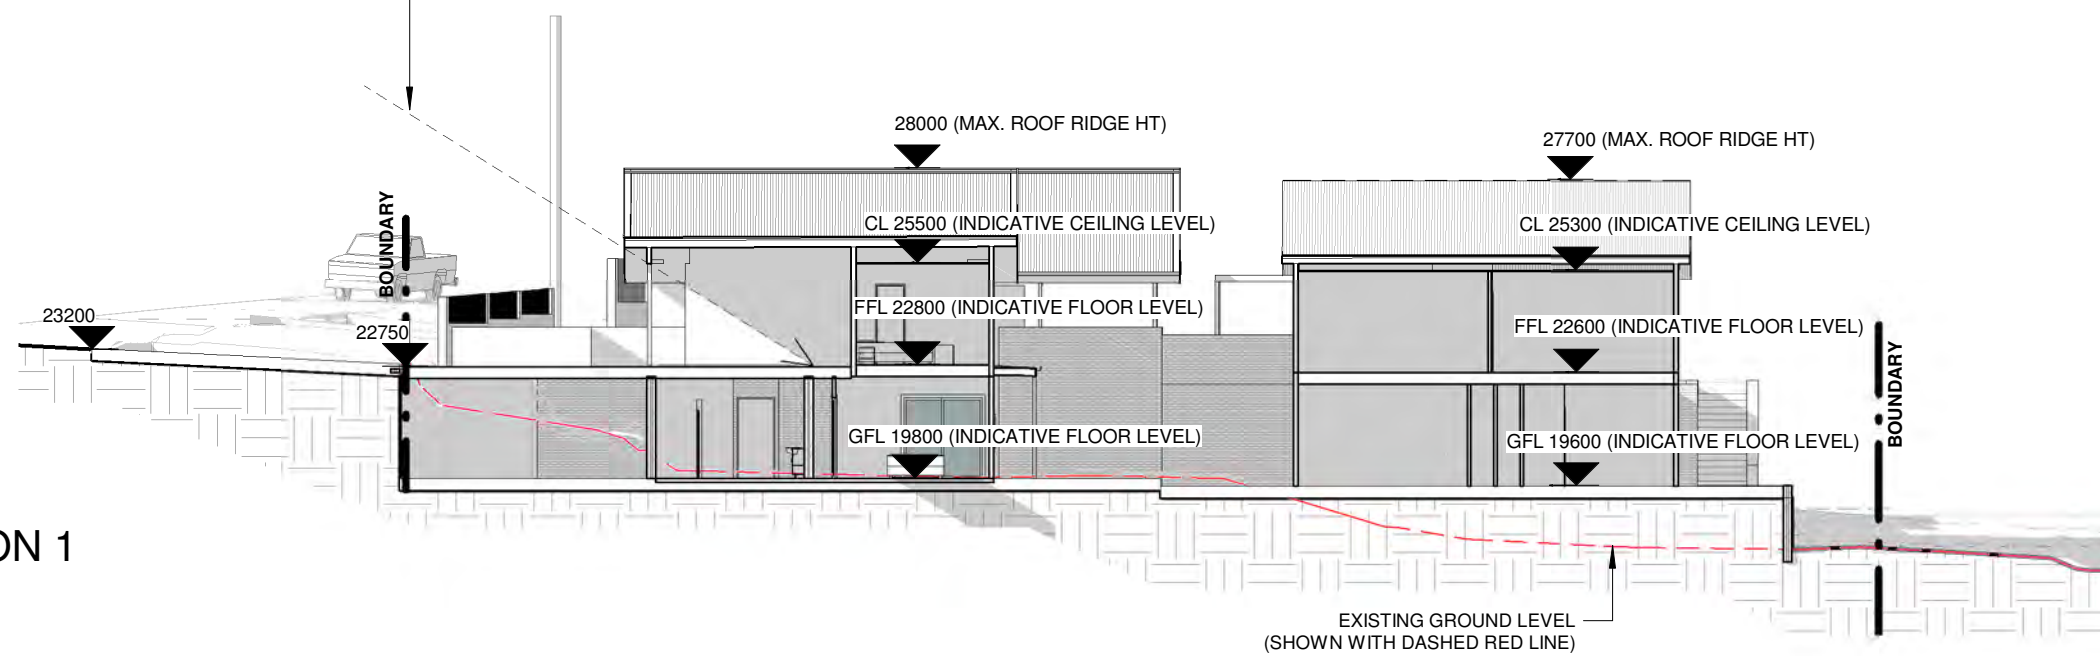 28000 (MAX. ROOF RIDGE HT)
27700 (MAX. ROOF RIDGE HT)
BOUNDARY
CL 25500 (INDICATIVE CEILING LEVEL)
CL 25300 (INDICATIVE CEILING LEVEL)
23200
22750
FFL 22800 (INDICATIVE FLOOR LEVEL)
FFL 22600 (INDICATIVE FLOOR LEVEL)
BOUNDARY
GFL 19800 (INDICATIVE FLOOR LEVEL)
GFL 19600 (INDICATIVE FLOOR LEVEL)
ON 1
EXISTING GROUND LEVEL
(SHOWN WITH DASHED RED LINE)